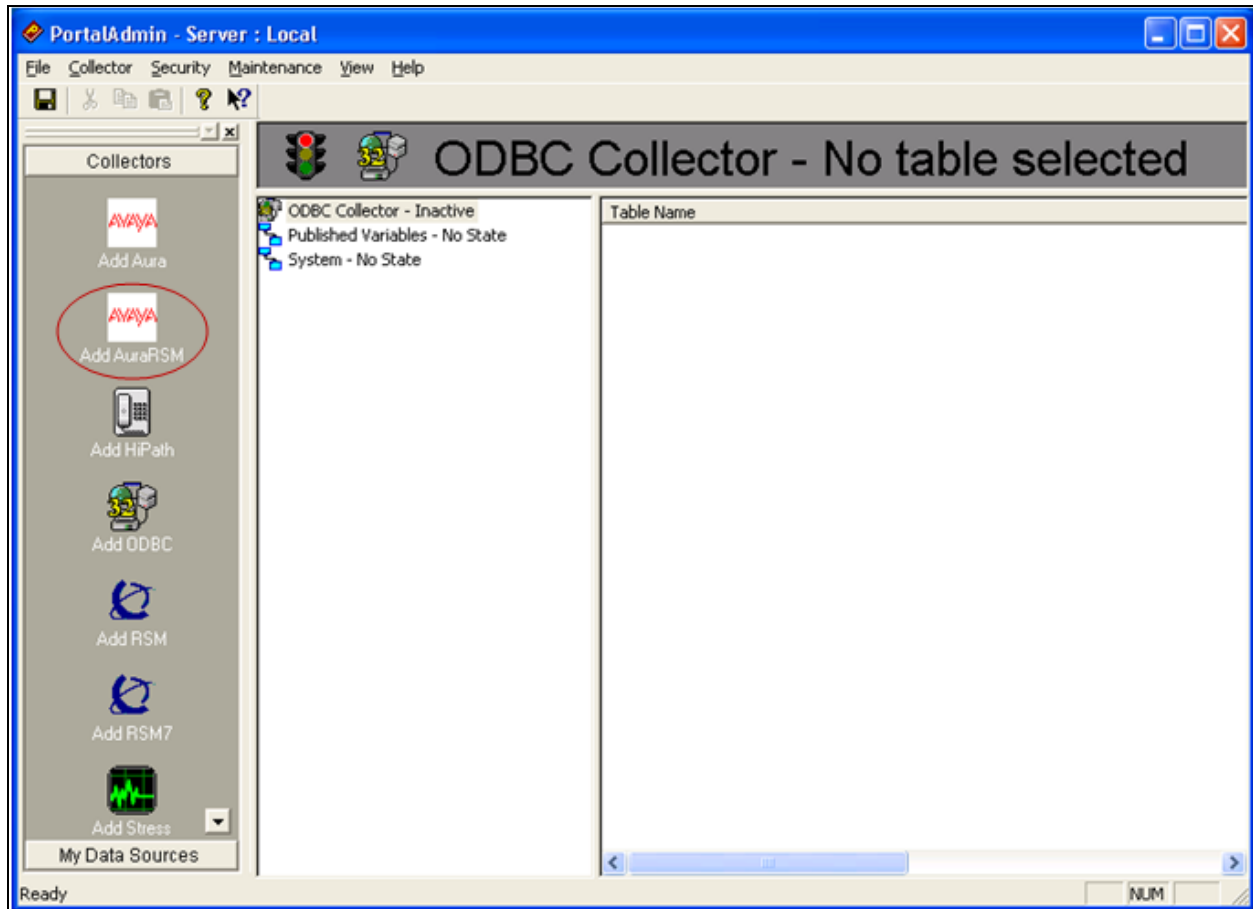 PortalAdmin - Server : Local
File Collector Security Maintenance View Help
Collectors
AVAYA
Add Aura
AVAYA
Add AuraRSM
Add HiPath
32
Add ODBC
Add RSM
Add RSM7
Add Stress
My Data Sources
32
ODBC Collector - No table selected
ODBC Collector - Inactive
Published Variables - No State
System - No State
Table Name
Ready
NUM